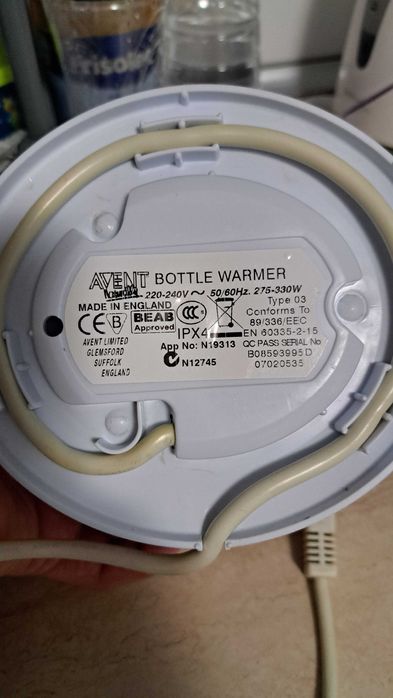 Frisolac
AVENT BOTTLE WARMER
220-240V ~ 50/60Hz. 275-330W
MADE IN ENGLAND
Type 03
Conforms To
89/336/EEC
CE B BEAB
Approved
IPX4
EN 60335-2-15
AVENT LIMITED
GLEMSFORD
SUFFOLK
ENGLAND
App No: N19313
N12745
QC PASS SERIAL No
B08593995D
07020535